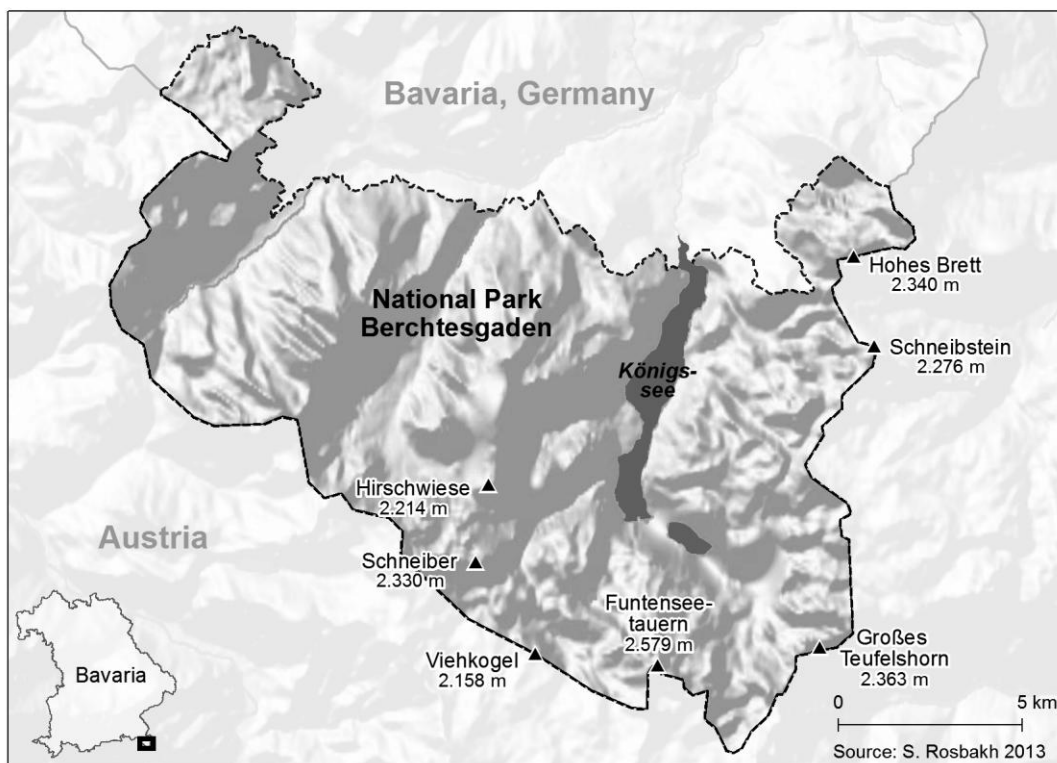 Bavaria, Germany
Hohes Brett
2.340 m
National Park
Berchtesgaden
Schneibstein
2.276 m
Königs-
see
Hirschwiese
2.214 m
Austria
Schneiber
2.330 m
Funtensee-
tauern
2.579 m
Großes
Teufelshorn
2.363 m
Viehkogel
2.158 m
Bavaria
0 5 km
Source: S. Rosbakh 2013